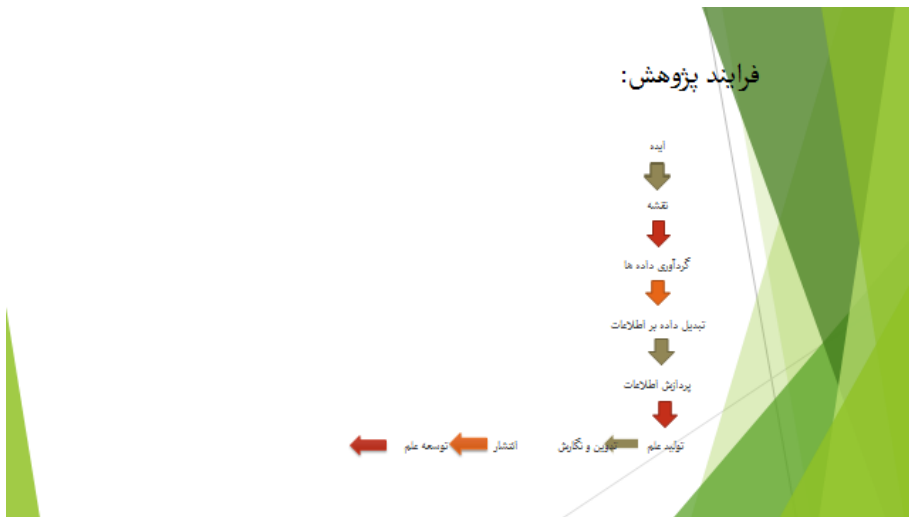 فرایند پژوهش:
ایده
نقشه
گردآوری داده ها
تبدیل داده بر اطلاعات
پردازش اطلاعات
تولید علم تدوین و نگارش انتشار توسعه علم